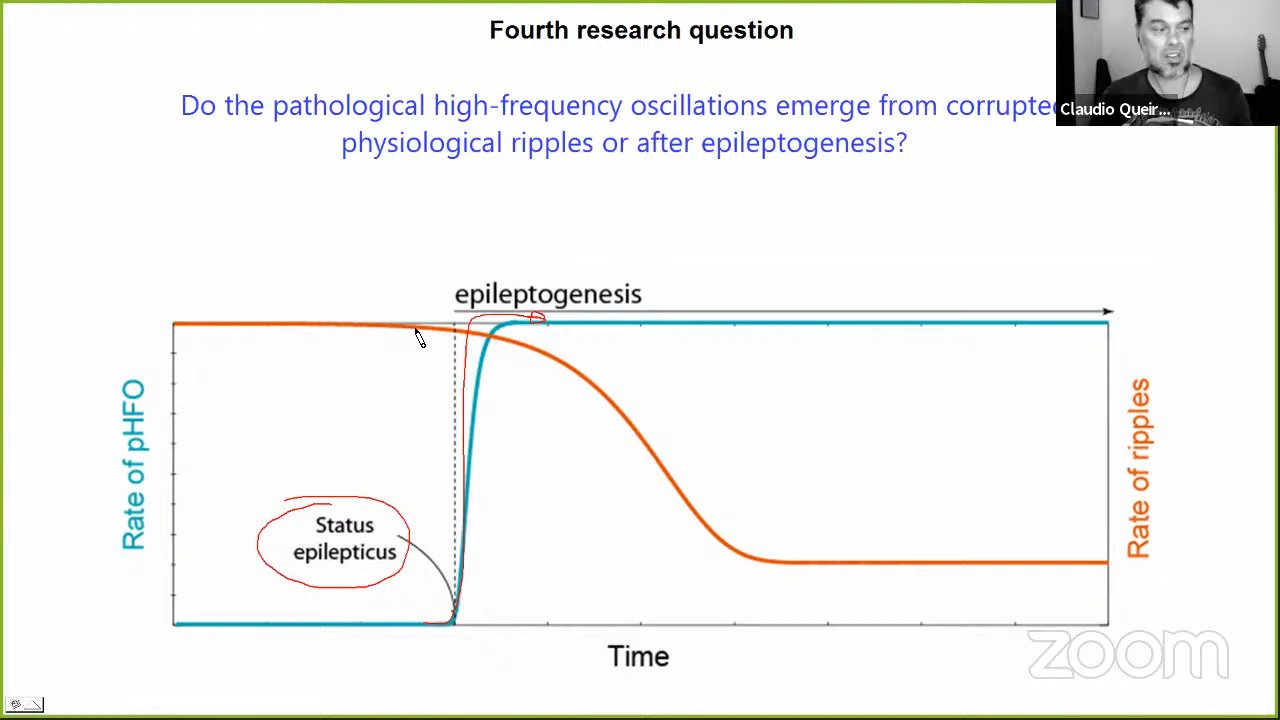 Fourth research question
Do the pathological high-frequency oscillations emerge from corrupted
physiological ripples or after epileptogenesis?
Claudio Queir...
epileptogenesis
Rate of pHFO
Status
epilepticus
Rate of ripples
Time
zoom